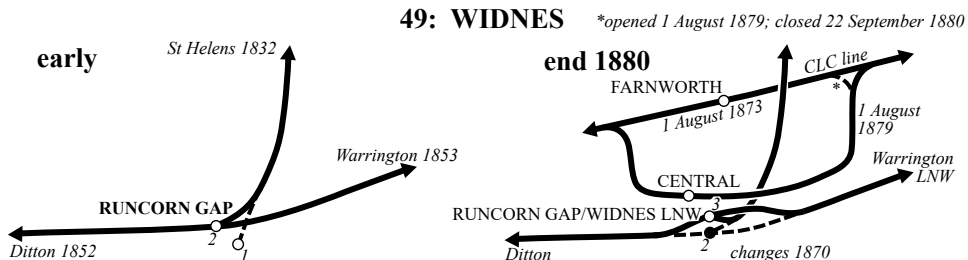 49: WIDNES
*opened 1 August 1879; closed 22 September 1880
early
St Helens 1832
Warrington 1853
RUNCORN GAP
2
1
Ditton 1852
end 1880
CLC line
FARNWORTH
*
1 August 1873
1 August
1879
Warrington
LNW
CENTRAL
3
RUNCORN GAP/WIDNES LNW
2
Ditton
changes 1870